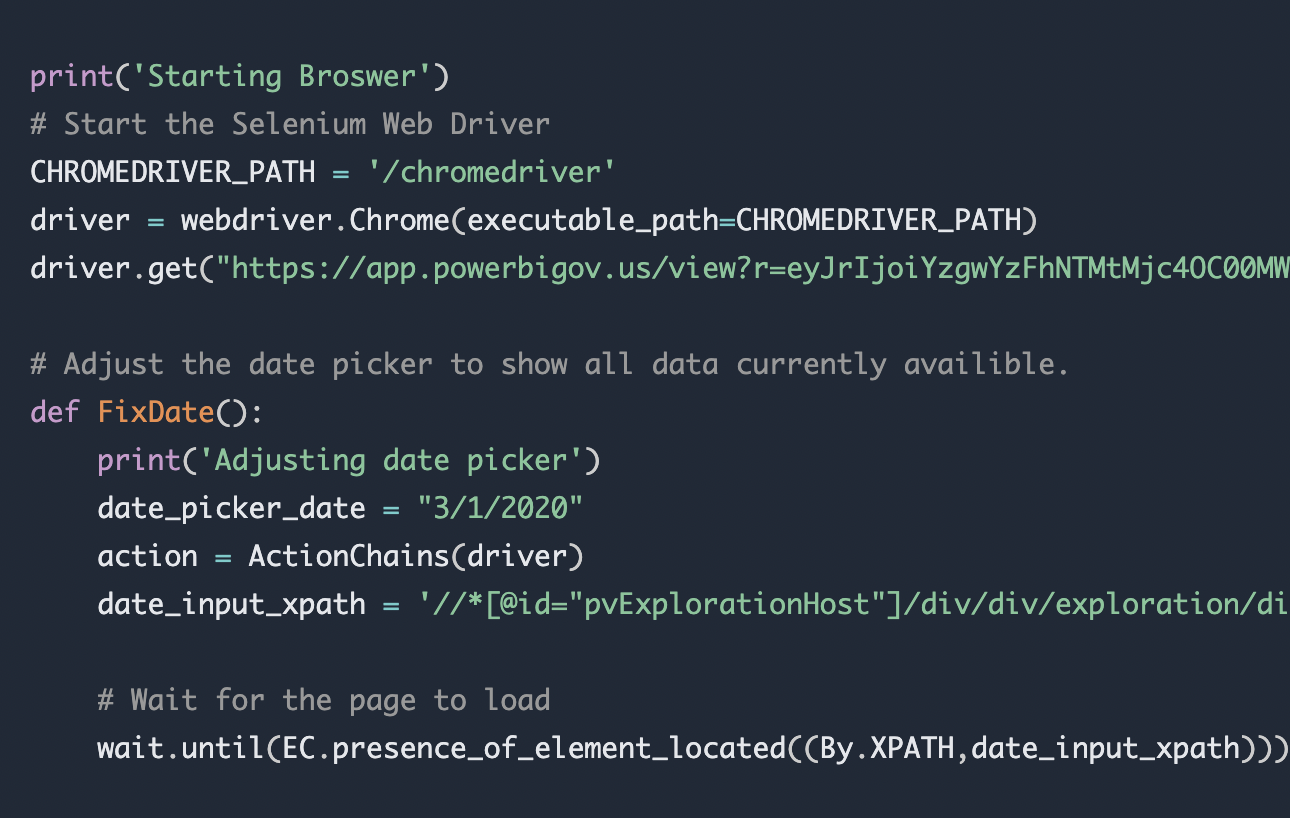 print('Starting Broswer')
# Start the Selenium Web Driver
CHROMEDRIVER_PATH = '/chromedriver'
driver = webdriver.Chrome(executable_path=CHROMEDRIVER_PATH)
driver.get("https://app.powerbigov.us/view?r=eyJrIjoiYzgwYzFhNTMtMjc4OC00MW
# Adjust the date picker to show all data currently availible.
def FixDate():
    print('Adjusting date picker')
    date_picker_date = "3/1/2020"
    action = ActionChains(driver)
    date_input_xpath = '//*[@id="pvExplorationHost"]/div/div/exploration/di
    # Wait for the page to load
    wait.until(EC.presence_of_element_located((By.XPATH,date_input_xpath)))